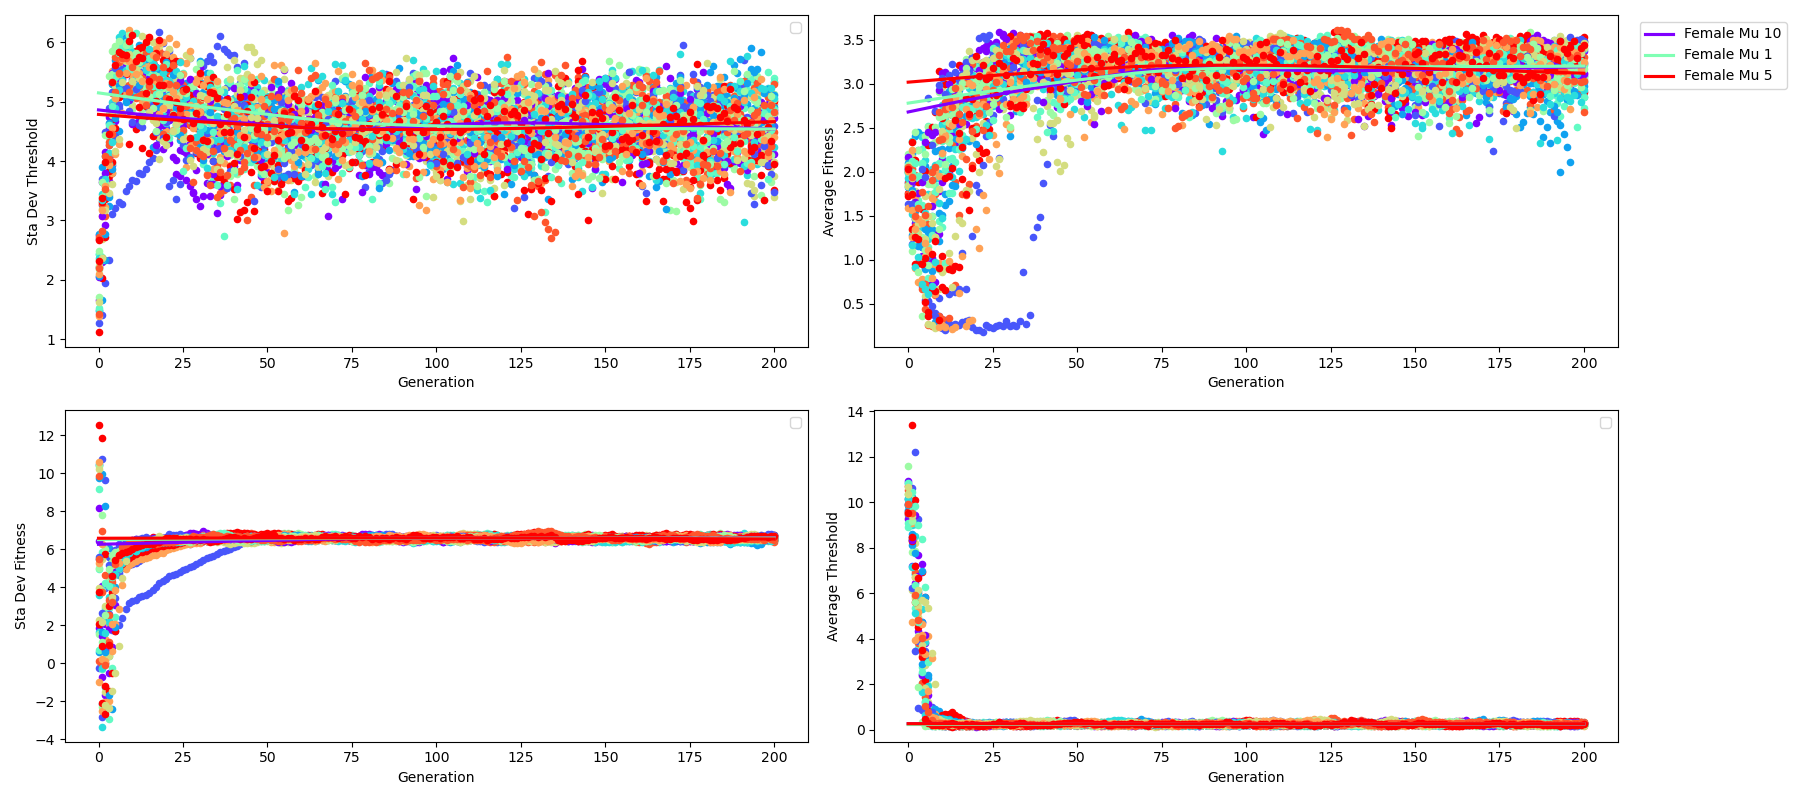 6
5
4
3
2
1
Sta Dev Threshold
0 25 50 75 100 125 150 175 200
Generation
3.5
3.0
2.5
2.0
1.5
1.0
0.5
Average Fitness
0 25 50 75 100 125 150 175 200
Generation
Female Mu 10
Female Mu 1
Female Mu 5
12
10
8
6
4
2
0
−2
−4
Sta Dev Fitness
0 25 50 75 100 125 150 175 200
Generation
14
12
10
8
6
4
2
0
Average Threshold
0 25 50 75 100 125 150 175 200
Generation